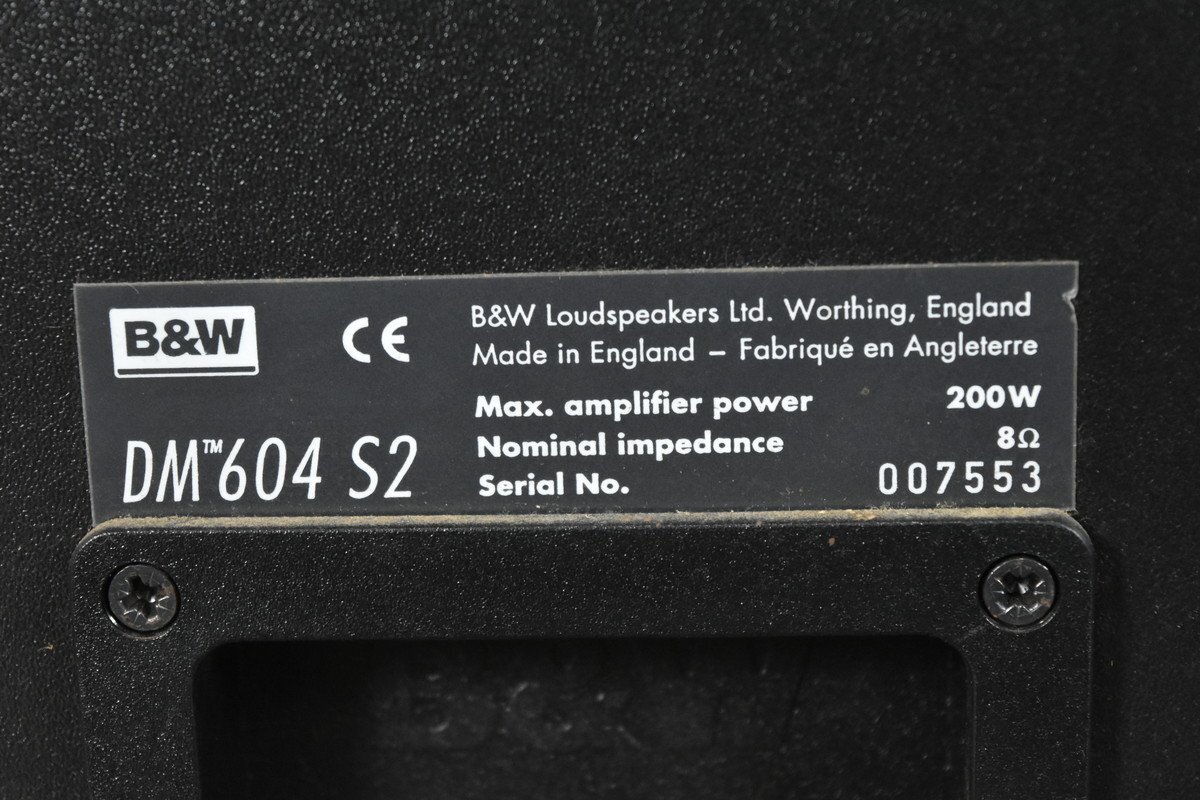 B&W CE
DM™604 S2
B&W Loudspeakers Ltd. Worthing, England
Made in England – Fabriqué en Angleterre
Max. amplifier power 200W
Nominal impedance 8Ω
Serial No. 007553